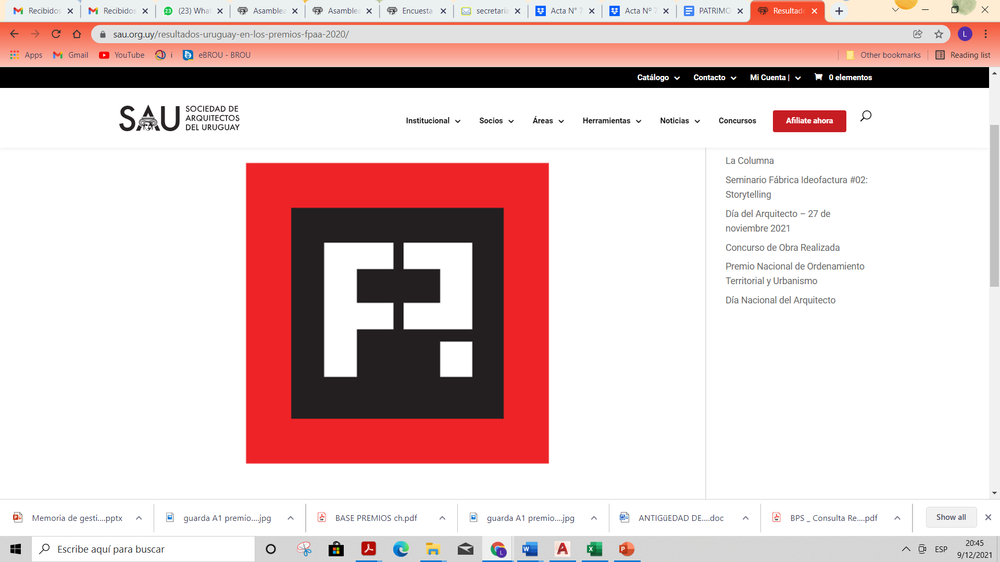 Recibidos
Recibidos
(23) What
Asamblea
Asamblea
Encuesta
secretaria
Acta N° 7
Acta Nº 7
PATRIMO
Resultado
sau.org.uy/resultados-uruguay-en-los-premios-fpaa-2020/
L
Apps
Gmail
YouTube
i
eBROU - BROU
Other bookmarks
Reading list
Catálogo
Contacto
Mi Cuenta |
0 elementos
SAU
SOCIEDAD DE
ARQUITECTOS
DEL URUGUAY
Institucional
Socios
Áreas
Herramientas
Noticias
Concursos
Afiliate ahora
La Columna
Seminario Fábrica Ideofactura #02:
Storytelling
Día del Arquitecto – 27 de
noviembre 2021
Concurso de Obra Realizada
Premio Nacional de Ordenamiento
Territorial y Urbanismo
Día Nacional del Arquitecto
Memoria de gesti....pptx
guarda A1 premio....jpg
BASE PREMIOS ch.pdf
guarda A1 premio....jpg
ANTIGüEDAD DE....doc
BPS _ Consulta Re....pdf
Show all
Escribe aquí para buscar
ESP
20:45
9/12/2021